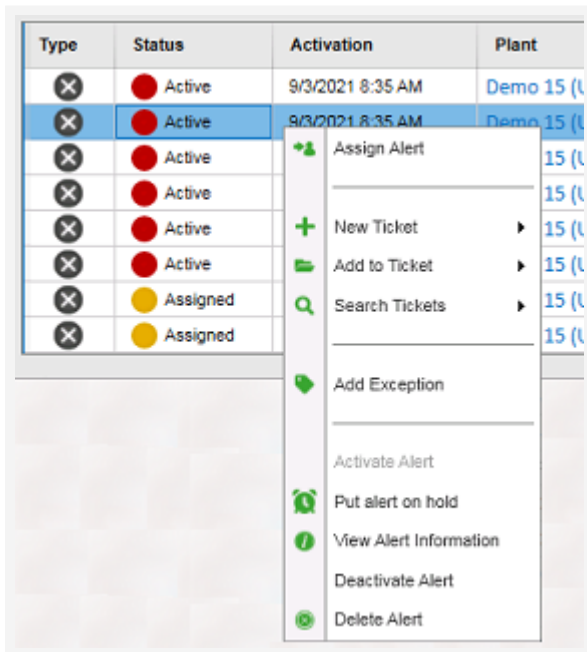 Type Status Activation Plant
Active 9/3/2021 8:35 AM Demo 15 (U
Active 9/3/2021 8:35 AM Demo 15 (U
Active Assign Alert 15 (U
Active 15 (U
Active New Ticket 15 (U
Active Add to Ticket 15 (U
Assigned Search Tickets 15 (U
Assigned 15 (U
Add Exception
Activate Alert
Put alert on hold
View Alert Information
Deactivate Alert
Delete Alert